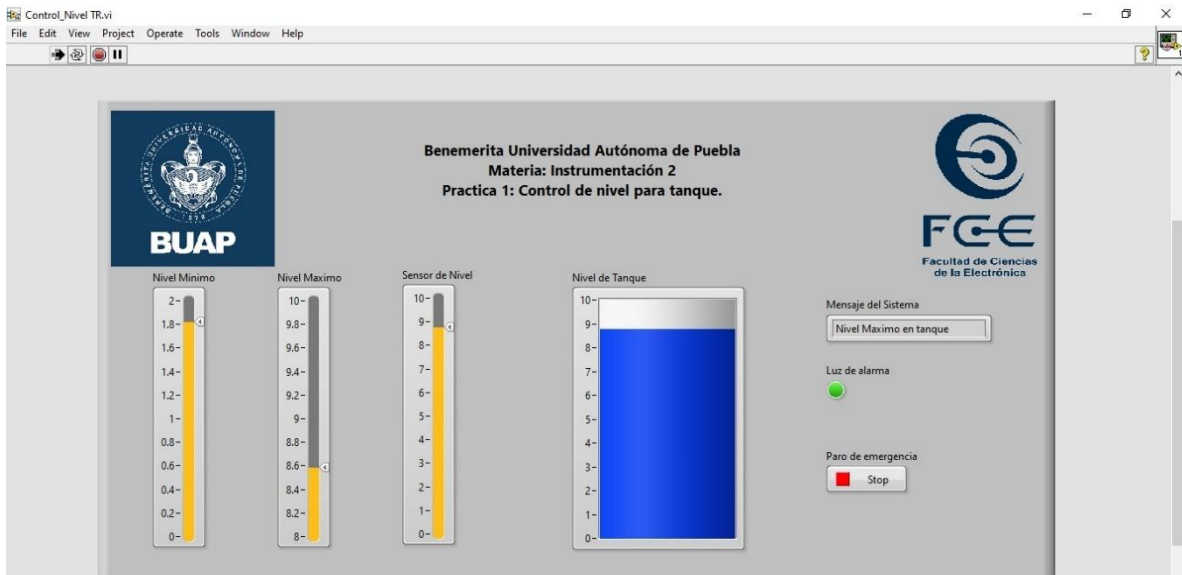 Control_Nivel TR.vi
File Edit View Project Operate Tools Window Help
Benemerita Universidad Autónoma de Puebla
Materia: Instrumentación 2
Practica 1: Control de nivel para tanque.
BUAP
FCE
Facultad de Ciencias
de la Electrónica
Nivel Minimo
2
1.8
1.6
1.4
1.2
1
0.8
0.6
0.4
0.2
0
Nivel Maximo
10
9.8
9.6
9.4
9.2
9
8.8
8.6
8.4
8.2
8
Sensor de Nivel
10
9
8
7
6
5
4
3
2
1
0
Nivel de Tanque
10
9
8
7
6
5
4
3
2
1
0
Mensaje del Sistema
Nivel Maximo en tanque
Luz de alarma
Paro de emergencia
Stop